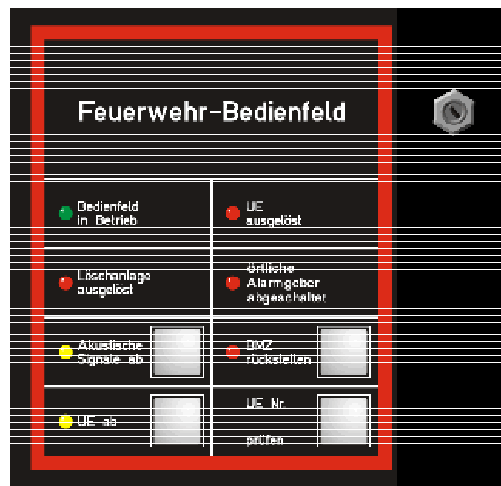 Feuerwehr-Bedienfeld
Bedienfeld
in Betrieb
UE
ausgelöst
Löschanlage
ausgelöst
örtliche
Alarmgeber
abgeschaltet
Akustische
Signale ab
BMZ
rückstellen
UE ab
UE Nr.
prüfen